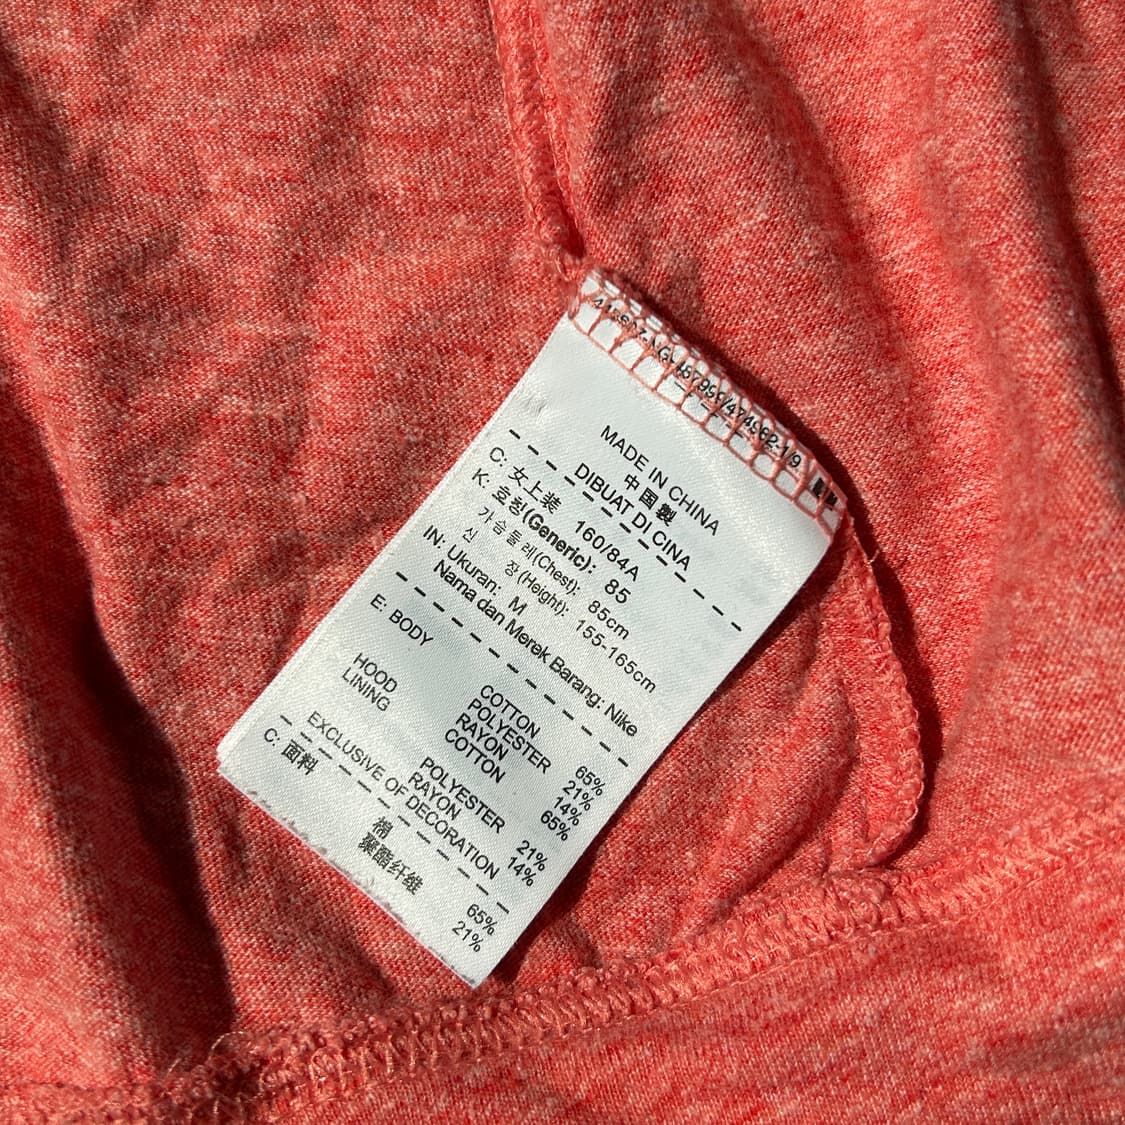 MADE IN CHINA
中国製
DIBUAT DI CINA
C: 女上装 160/84A
K: 호칭(Generic): 85
가슴둘레(Chest): 85cm
신 장(Height): 155-165cm
IN: Ukuran: M
Nama dan Merek Barang: Nike
E: BODY
COTTON 65%
POLYESTER 21%
RAYON 14%
HOOD LINING
COTTON 65%
POLYESTER 21%
RAYON 14%
EXCLUSIVE OF DECORATION
C: 面料
棉 65%
聚酯纤维 21%